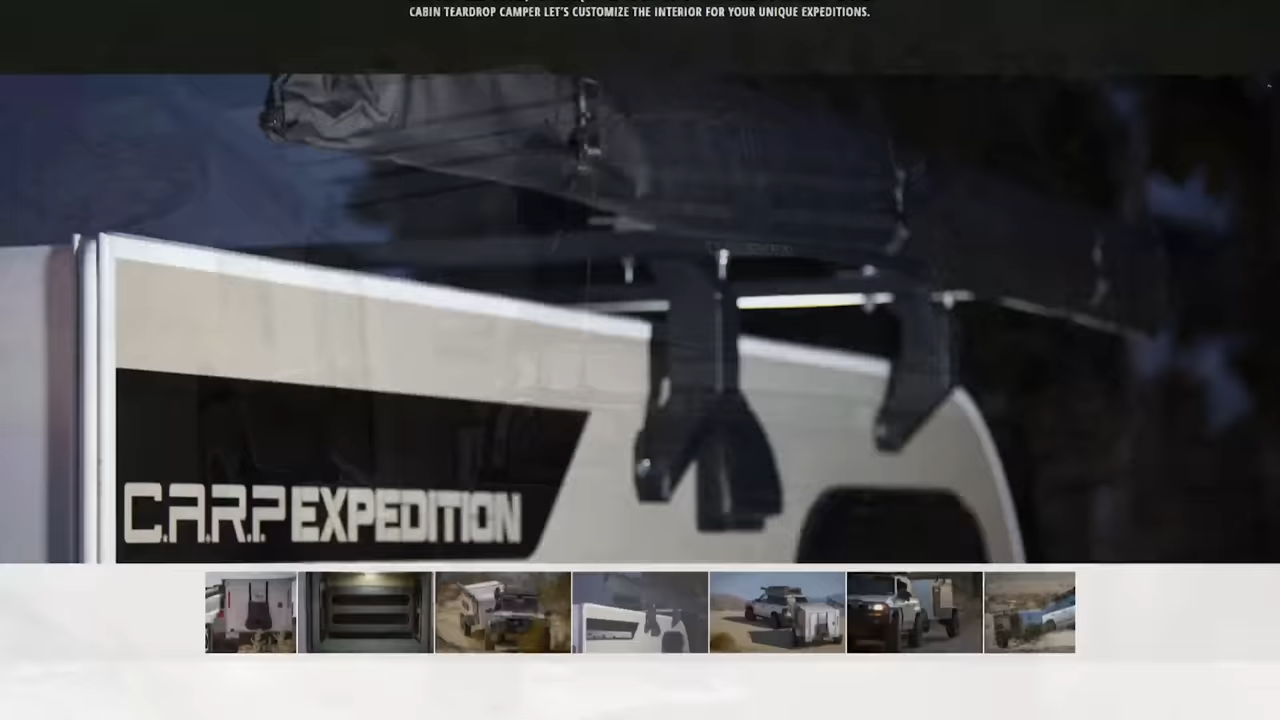 CABIN TEARDROP CAMPER LET'S CUSTOMIZE THE INTERIOR FOR YOUR UNIQUE EXPEDITIONS.
C.A.R.P. EXPEDITION